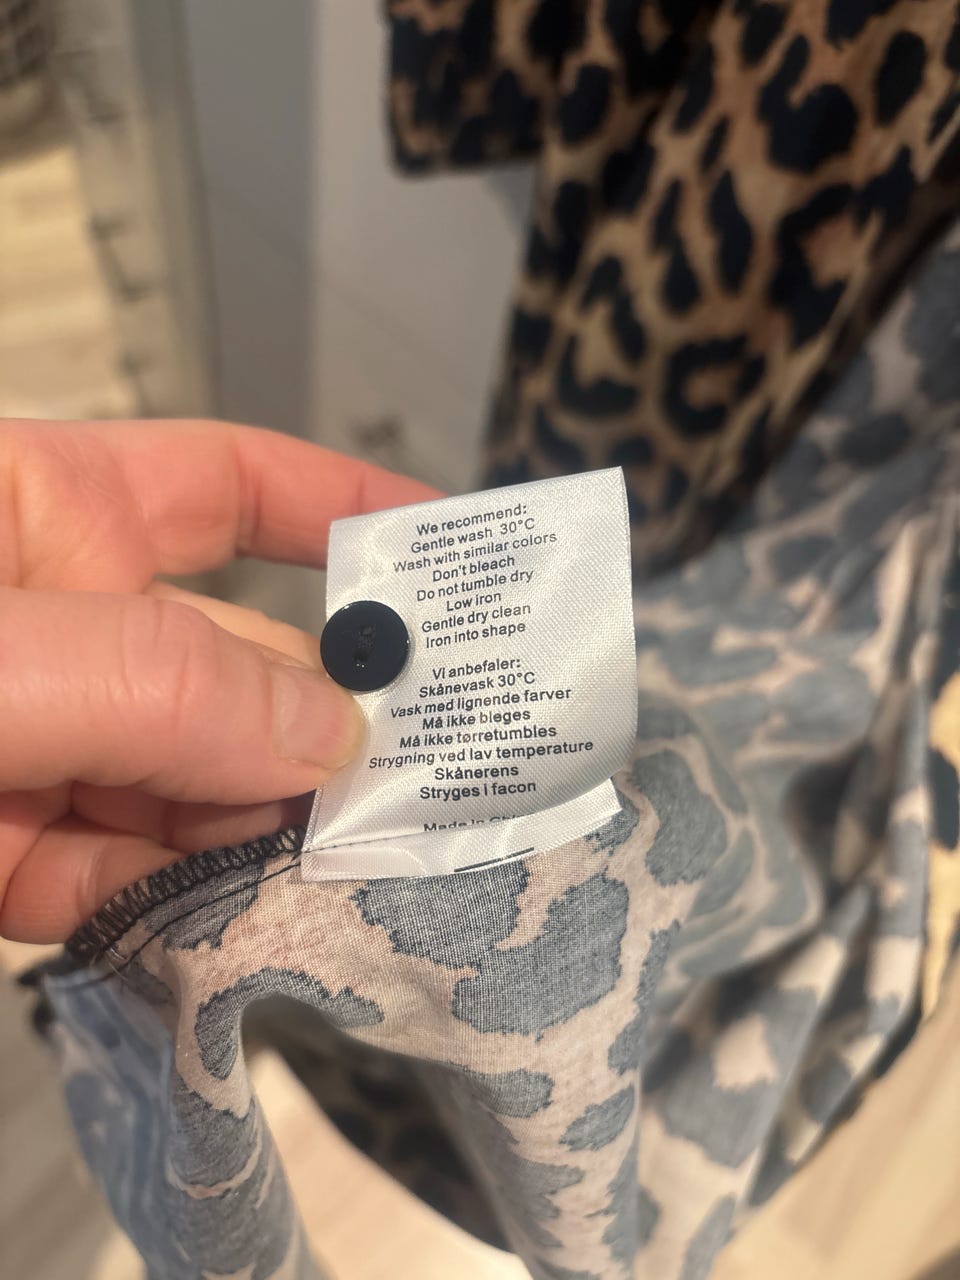 We recommend:
Gentle wash 30°C
Wash with similar colors
Don't bleach
Do not tumble dry
Low iron
Gentle dry clean
Iron into shape
Vi anbefaler:
Skånevask 30°C
Vask med lignende farver
Må ikke bleges
Må ikke tørretumbles
Strygning ved lav temperature
Skånerens
Stryges i facon
Made in